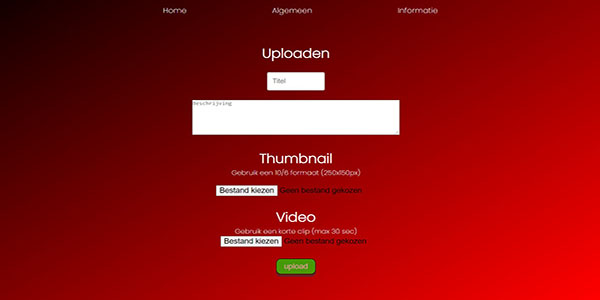 Home Algemeen Informatie
Uploaden
Titel
Beschrijving
Thumbnail
Gebruik een 10/6 formaat (250x150px)
Bestand kiezen Geen bestand gekozen
Video
Gebruik een korte clip (max 30 sec)
Bestand kiezen Geen bestand gekozen
upload